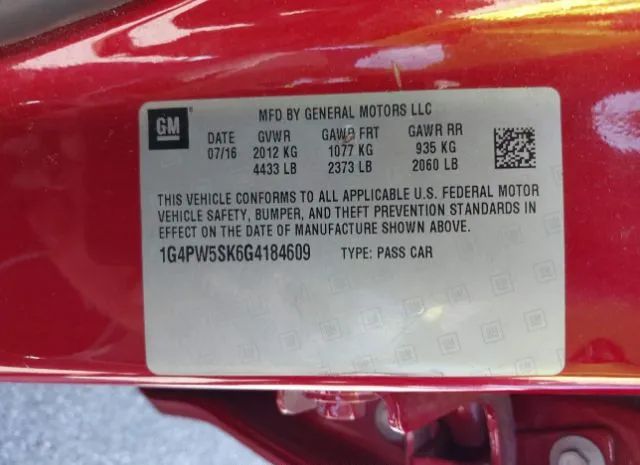 GM
MFD BY GENERAL MOTORS LLC
DATE GVWR GAWR FRT GAWR RR
07/16 2012 KG 1077 KG 935 KG
4433 LB 2373 LB 2060 LB
THIS VEHICLE CONFORMS TO ALL APPLICABLE U.S. FEDERAL MOTOR
VEHICLE SAFETY, BUMPER, AND THEFT PREVENTION STANDARDS IN
EFFECT ON THE DATE OF MANUFACTURE SHOWN ABOVE.
1G4PW5SK6G4184609 TYPE: PASS CAR